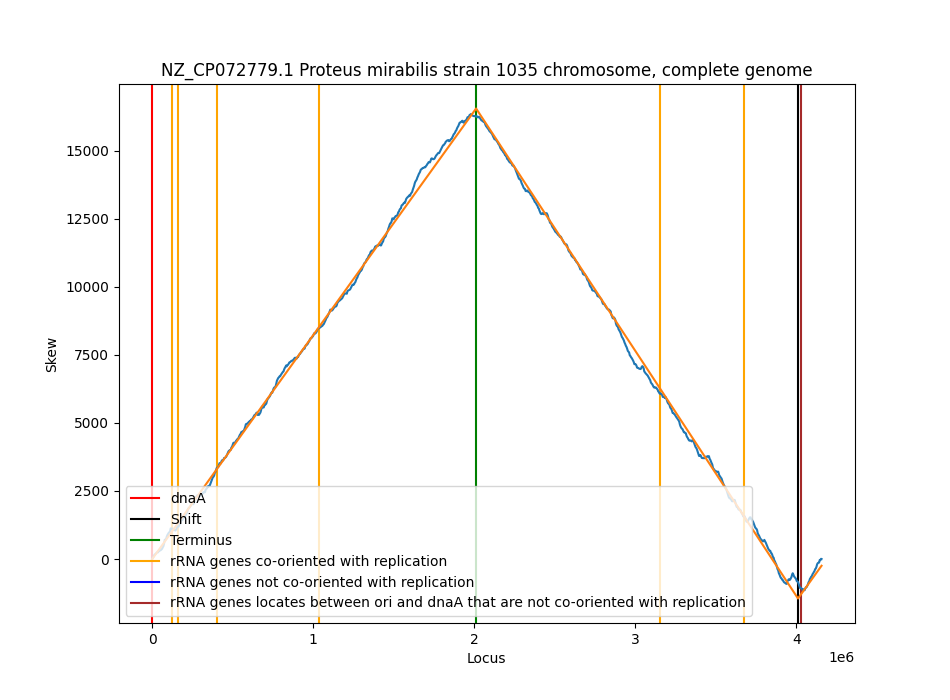 NZ_CP072779.1 Proteus mirabilis strain 1035 chromosome, complete genome
Skew
15000
12500
10000
7500
5000
2500
0
dnaA
Shift
Terminus
rRNA genes co-oriented with replication
rRNA genes not co-oriented with replication
rRNA genes locates between ori and dnaA that are not co-oriented with replication
0 1 2 3 4
1e6
Locus